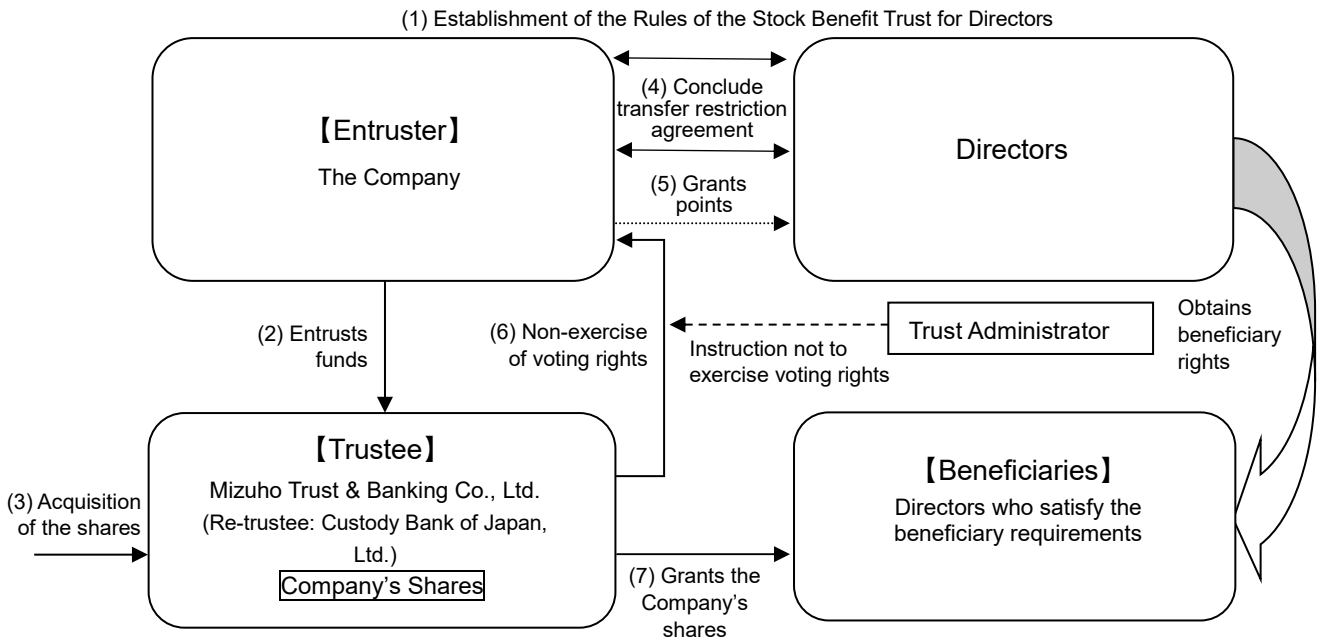 (1) Establishment of the Rules of the Stock Benefit Trust for Directors
【Entruster】
The Company
(4) Conclude
transfer restriction
agreement
(5) Grants
points
Directors
(2) Entrusts
funds
(6) Non-exercise
of voting rights
Instruction not to
exercise voting rights
Trust Administrator
Obtains
beneficiary
rights
(3) Acquisition
of the shares
【Trustee】
Mizuho Trust & Banking Co., Ltd.
(Re-trustee: Custody Bank of Japan,
Ltd.)
Company’s Shares
(7) Grants the
Company’s
shares
【Beneficiaries】
Directors who satisfy the
beneficiary requirements